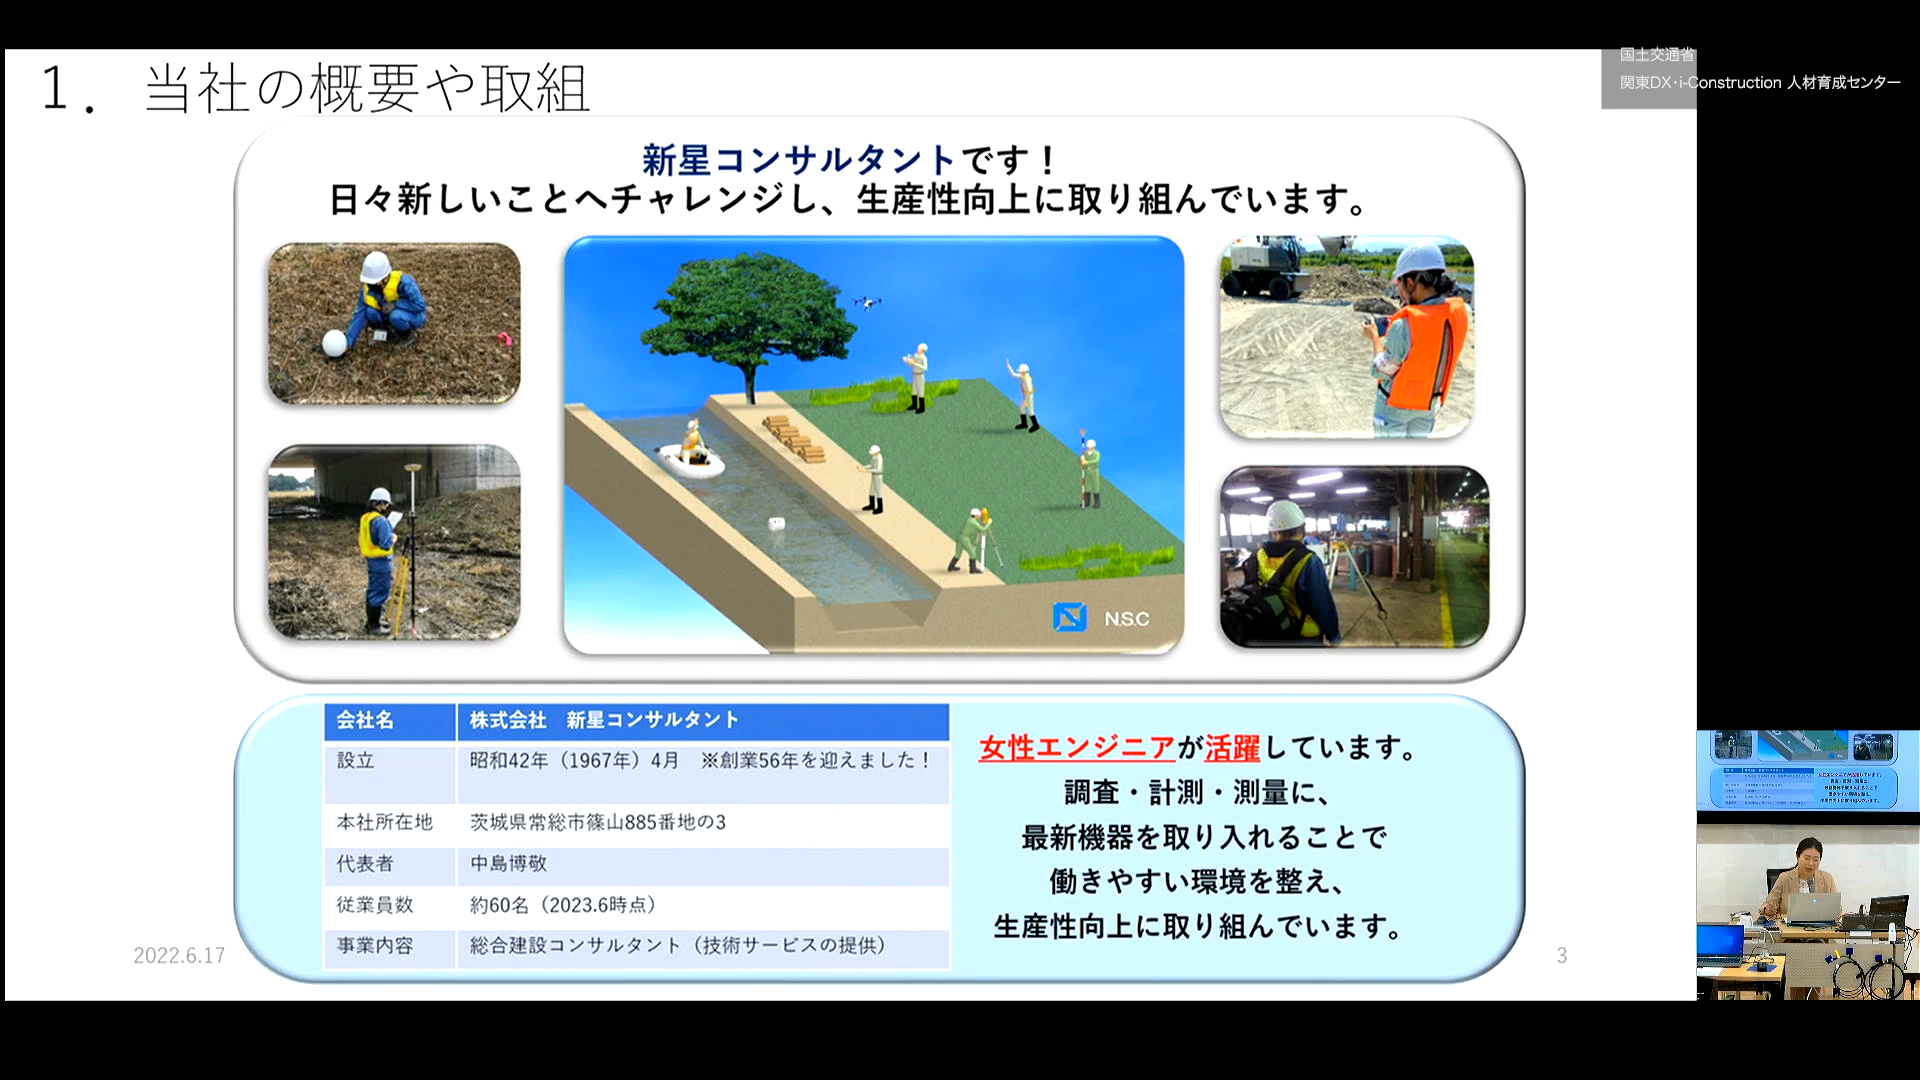 国土交通省
関東DX・i-Construction 人材育成センター
1. 当社の概要や取組
新星コンサルタントです！
日々新しいことへチャレンジし、生産性向上に取り組んでいます。
N.S.C
会社名 株式会社 新星コンサルタント
設立 昭和42年（1967年）4月 ※創業56年を迎えました！
本社所在地 茨城県常総市篠山885番地の3
代表者 中島博敬
従業員数 約60名（2023.6時点）
事業内容 総合建設コンサルタント（技術サービスの提供）
女性エンジニアが活躍しています。
調査・計測・測量に、
最新機器を取り入れることで
働きやすい環境を整え、
生産性向上に取り組んでいます。
2022.6.17
3